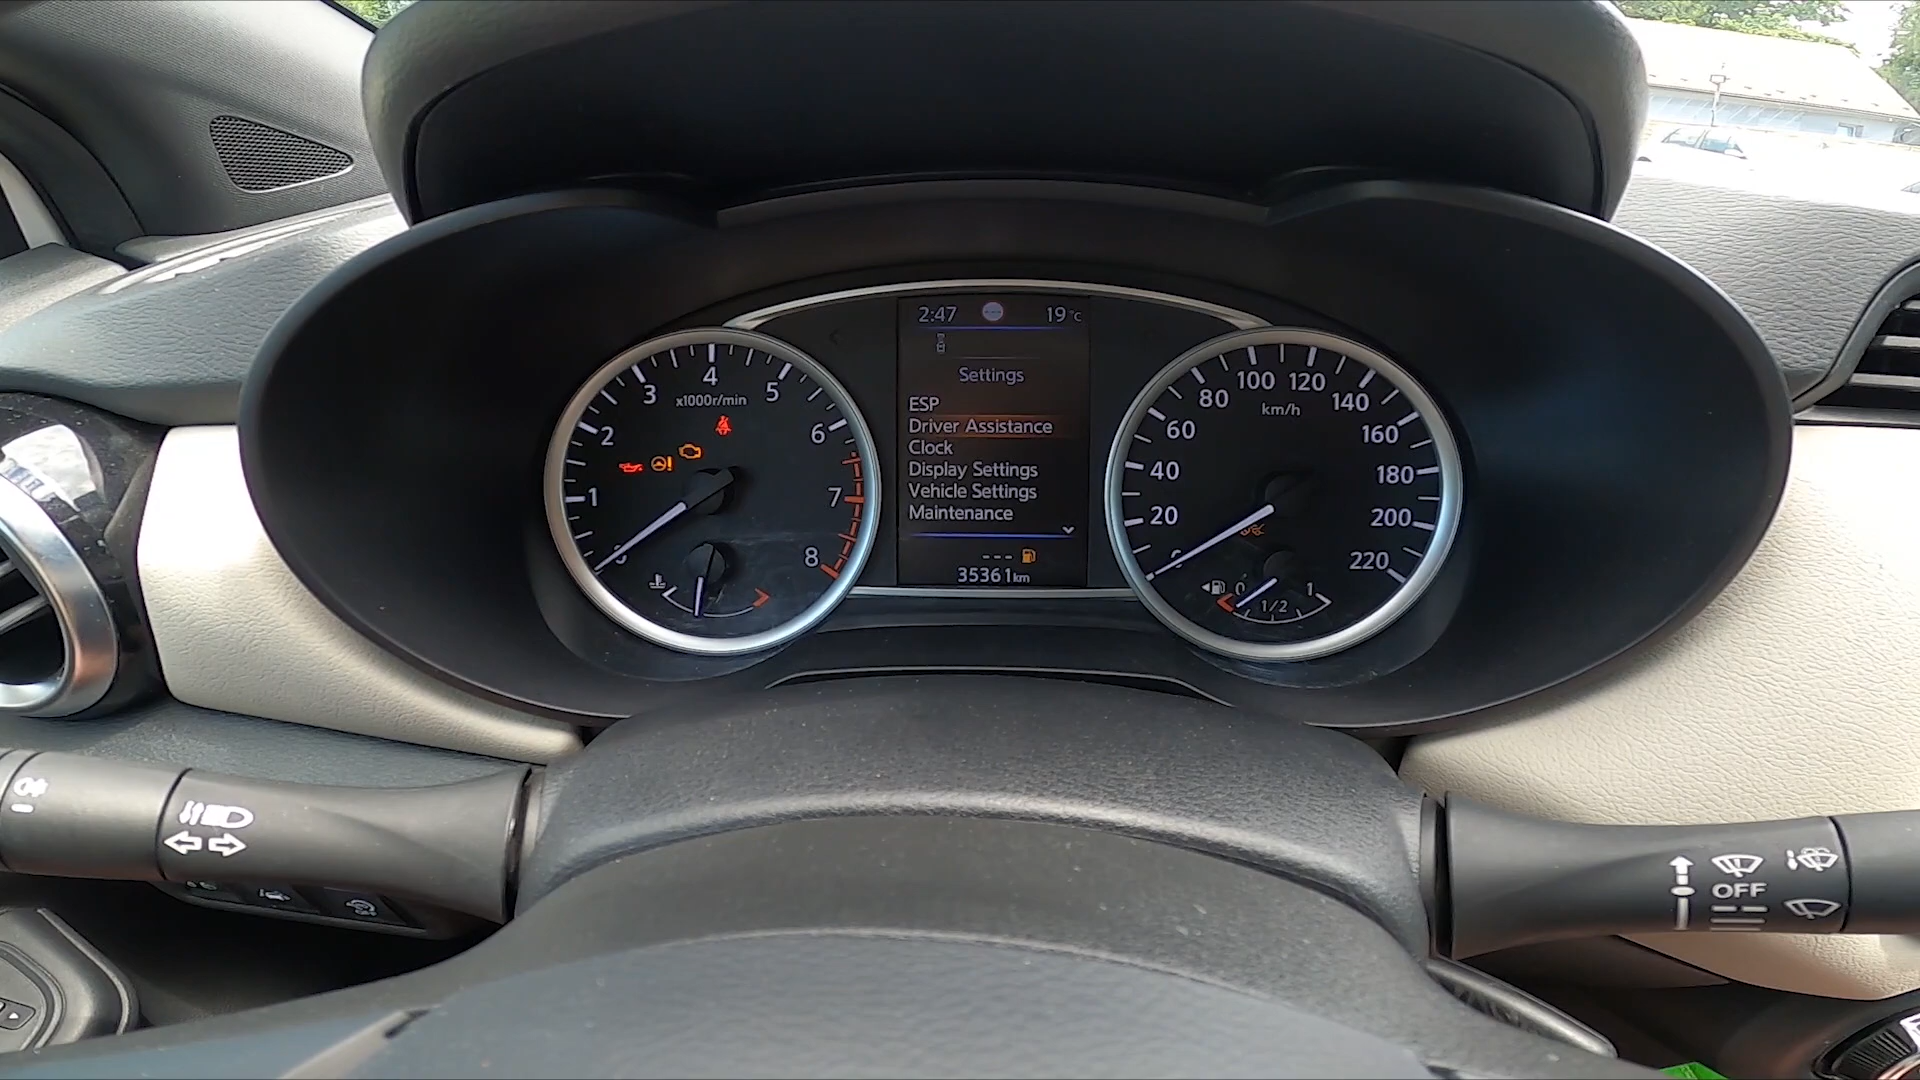 2:47 19°C
Settings
ESP
Driver Assistance
Clock
Display Settings
Vehicle Settings
Maintenance
---
35361km
1
2
3
4
5
6
7
8
x1000r/min
0
20
40
60
80
100
120
140
160
180
200
220
km/h
0 1/2 1
OFF